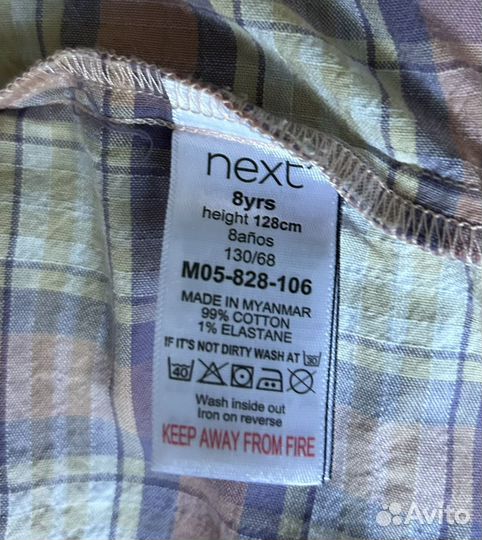 next
8yrs
height 128cm
8años
130/68
M05-828-106
MADE IN MYANMAR
99% COTTON
1% ELASTANE
IF IT'S NOT DIRTY WASH AT 30
40
Wash inside out
Iron on reverse
KEEP AWAY FROM FIRE
Avito